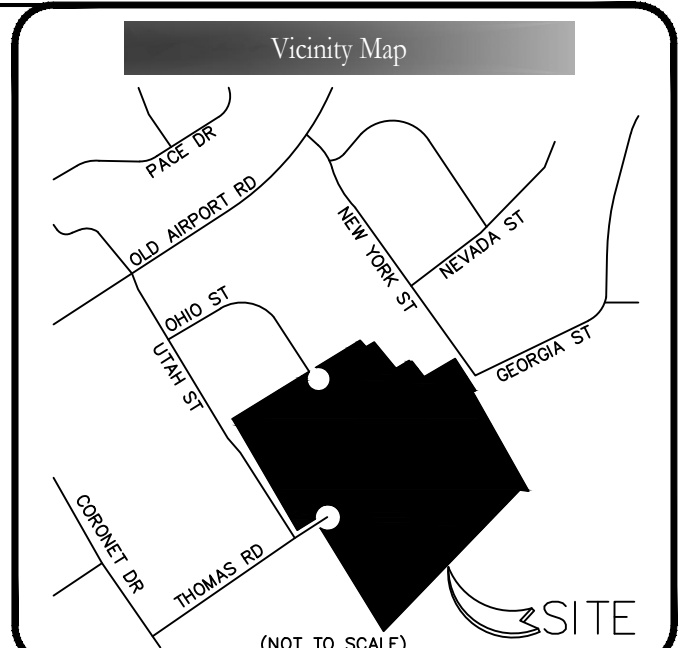 Vicinity Map
PACE DR
OLD AIRPORT RD
NEW YORK ST
NEVADA ST
OHIO ST
UTAH ST
GEORGIA ST
CORONET DR
THOMAS RD
SITE
(NOT TO SCALE)